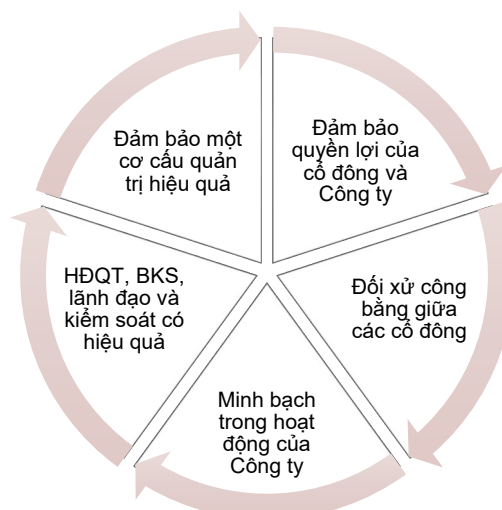 Đảm bảo một
cơ cấu quản
trị hiệu quả
Đảm bảo
quyền lợi của
cổ đông và
Công ty
HĐQT, BKS,
lãnh đạo và
kiểm soát có
hiệu quả
Đối xử công
bằng giữa
các cổ đông
Minh bạch
trong hoạt
động của
Công ty